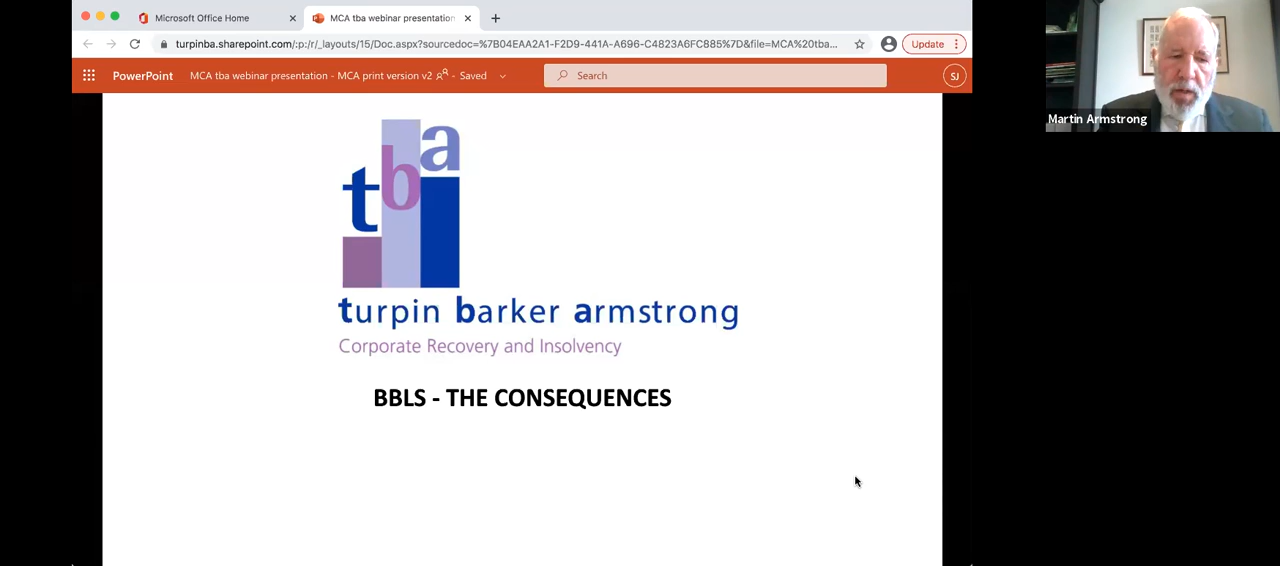 Microsoft Office Home
MCA tba webinar presentation
turpinba.sharepoint.com/:p:/r/_layouts/15/Doc.aspx?sourcedoc=%7B04EAA2A1-F2D9-441A-A696-C4823A6FC885%7D&file=MCA%20tba...
Update
PowerPoint
MCA tba webinar presentation - MCA print version v2
- Saved
Search
SJ
Martin Armstrong
tba
turpin barker armstrong
Corporate Recovery and Insolvency
BBLS - THE CONSEQUENCES